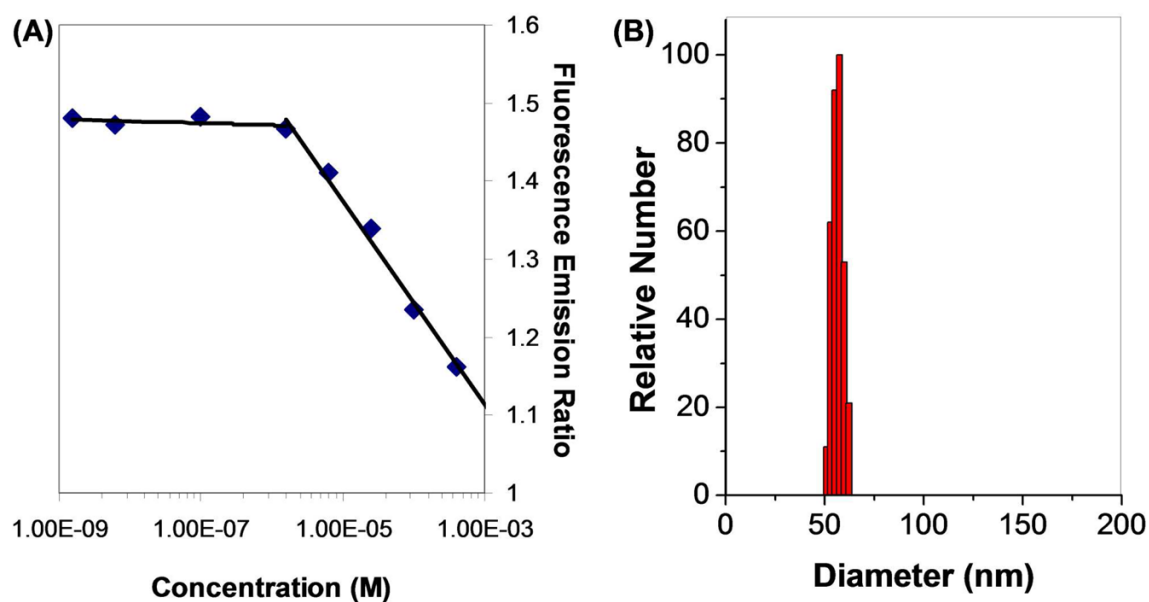 (A)
1.6
1.5
1.4
1.3
1.2
1.1
1
Fluorescence Emission Ratio
1.00E-09 1.00E-07 1.00E-05 1.00E-03
Concentration (M)
(B)
100
80
60
40
20
0
Relative Number
0 50 100 150 200
Diameter (nm)